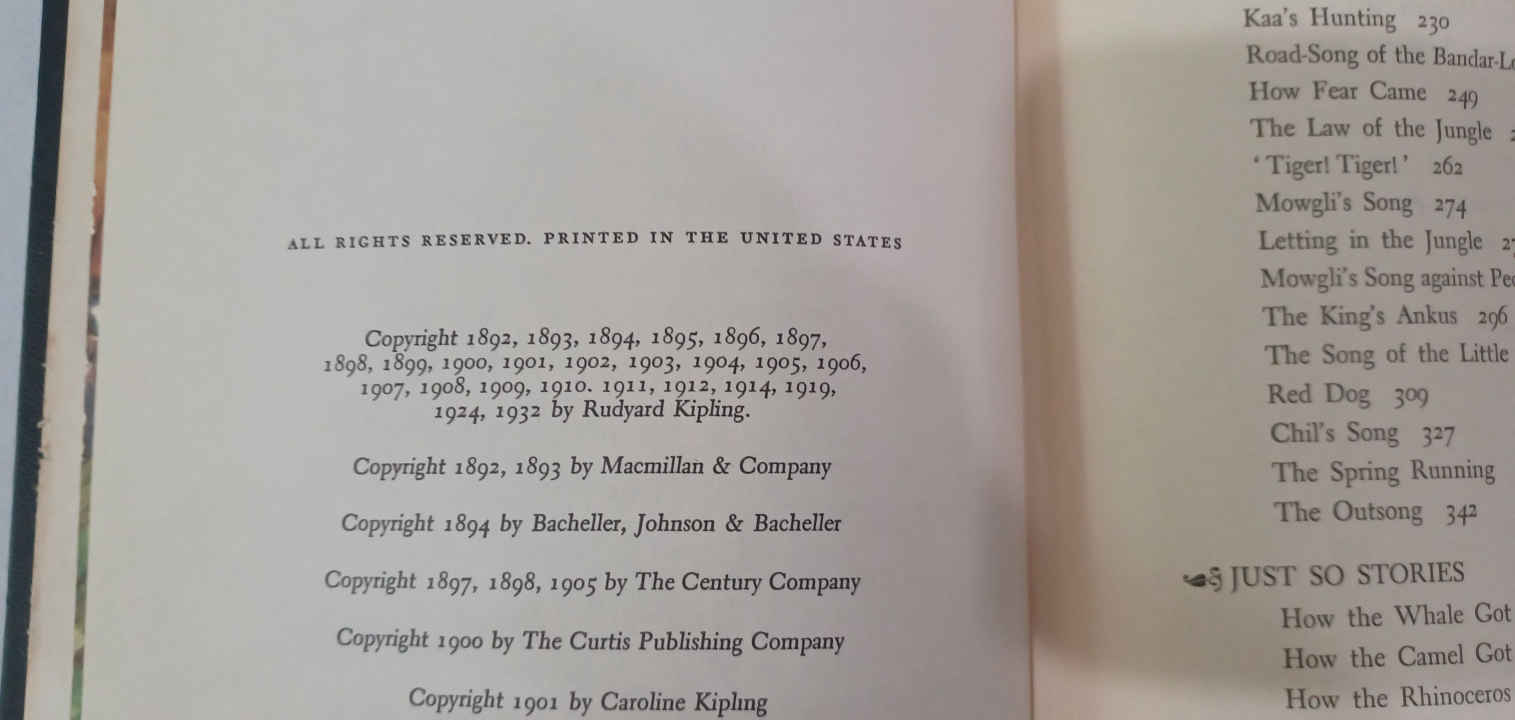 ALL RIGHTS RESERVED. PRINTED IN THE UNITED STATES
Copyright 1892, 1893, 1894, 1895, 1896, 1897,
1898, 1899, 1900, 1901, 1902, 1903, 1904, 1905, 1906,
1907, 1908, 1909, 1910. 1911, 1912, 1914, 1919,
1924, 1932 by Rudyard Kipling.
Copyright 1892, 1893 by Macmillan & Company
Copyright 1894 by Bacheller, Johnson & Bacheller
Copyright 1897, 1898, 1905 by The Century Company
Copyright 1900 by The Curtis Publishing Company
Copyright 1901 by Caroline Kipling
Kaa's Hunting 230
Road-Song of the
How Fear Came 249
The Law of the Jungle
'Tiger! Tiger!' 262
Mowgli's Song 274
Letting in the Jungle
Mowgli's Song against
The King's Ankus 296
The Song of the Little
Red Dog 309
Chil's Song 327
The Spring Running
The Outsong 342
JUST SO STORIES
How the Whale Got
How the Camel Got
How the Rhinoceros